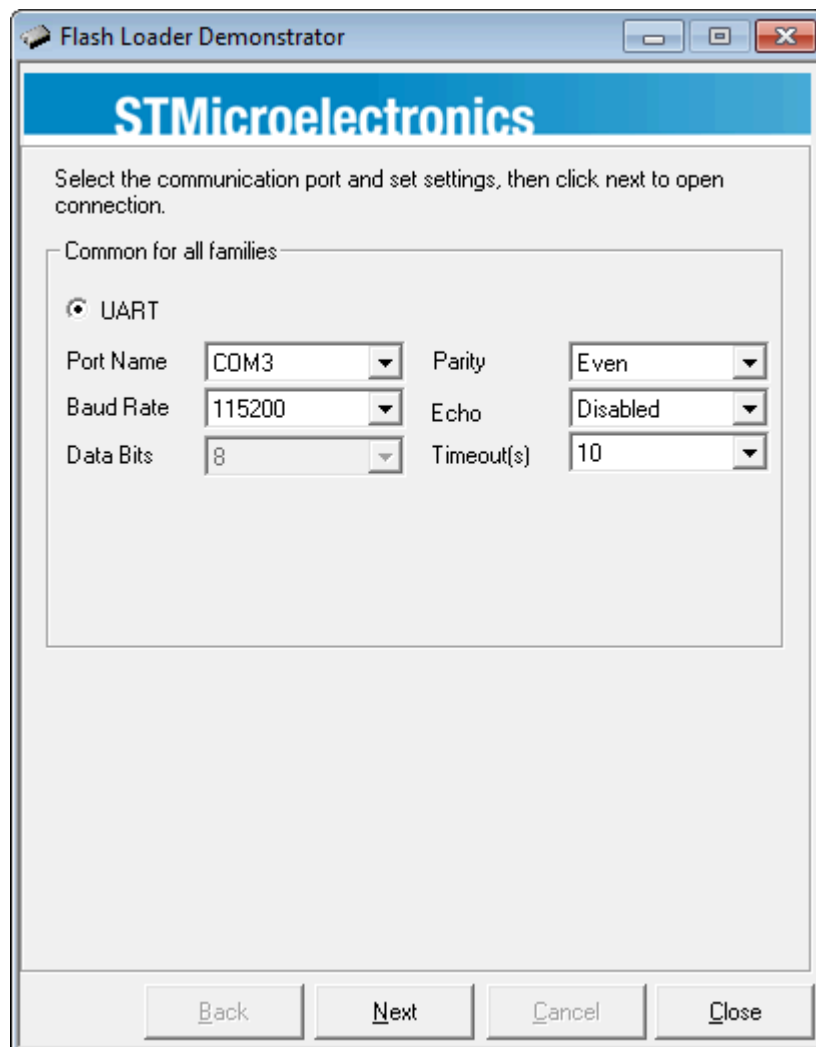 Flash Loader Demonstrator
STMicroelectronics
Select the communication port and set settings, then click next to open
connection.
Common for all families
UART
Port Name COM3 Parity Even
Baud Rate 115200 Echo Disabled
Data Bits 8 Timeout(s) 10
Back Next Cancel Close